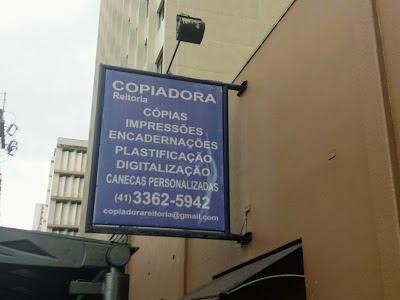 COPIADORA
Reitoria
CÓPIAS
IMPRESSÕES
ENCADERNAÇÕES
PLASTIFICAÇÃO
DIGITALIZAÇÃO
CANECAS PERSONALIZADAS
(41) 3362-5942
copiadorareitoria@gmail.com